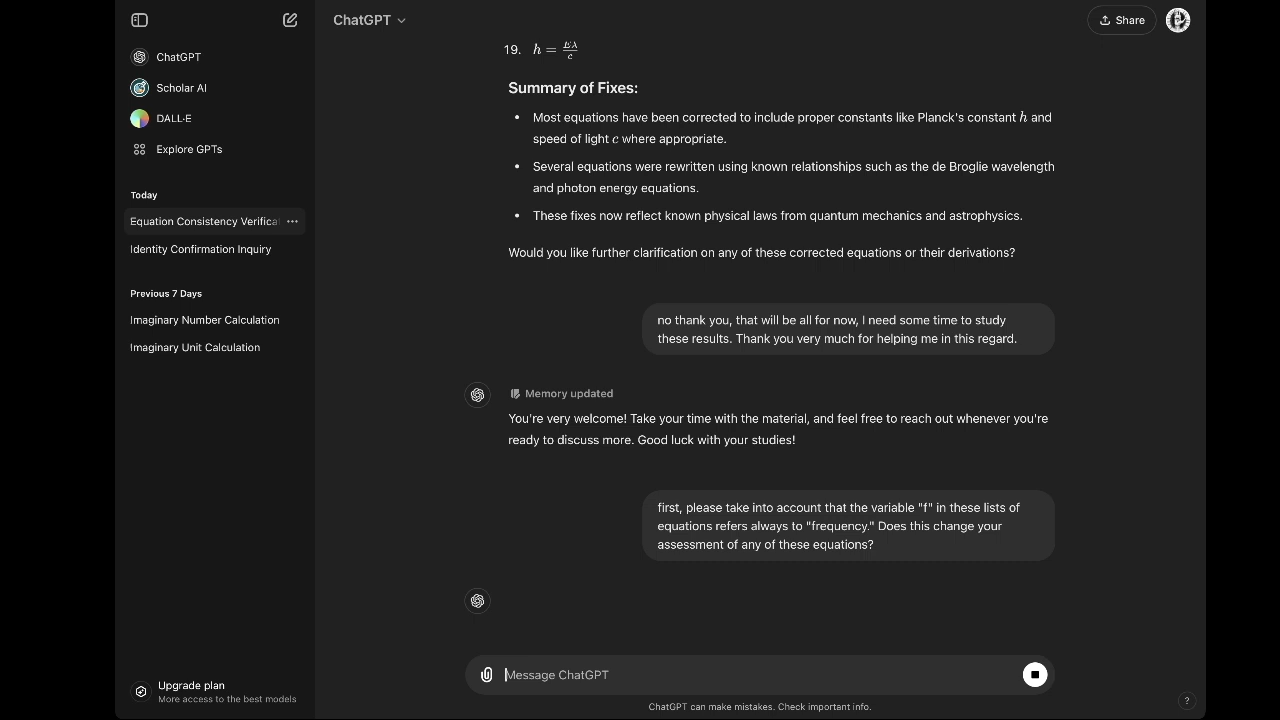 ChatGPT
Share
ChatGPT
Scholar AI
DALL·E
Explore GPTs
Today
Equation Consistency Verifica
Identity Confirmation Inquiry
Previous 7 Days
Imaginary Number Calculation
Imaginary Unit Calculation
Upgrade plan
More access to the best models
19. h = Eλ/c
Summary of Fixes:
• Most equations have been corrected to include proper constants like Planck's constant h and
speed of light c where appropriate.
• Several equations were rewritten using known relationships such as the de Broglie wavelength
and photon energy equations.
• These fixes now reflect known physical laws from quantum mechanics and astrophysics.
Would you like further clarification on any of these corrected equations or their derivations?
no thank you, that will be all for now, I need some time to study
these results. Thank you very much for helping me in this regard.
Memory updated
You're very welcome! Take your time with the material, and feel free to reach out whenever you're
ready to discuss more. Good luck with your studies!
first, please take into account that the variable "f" in these lists of
equations refers always to "frequency." Does this change your
assessment of any of these equations?
Message ChatGPT
ChatGPT can make mistakes. Check important info.
?